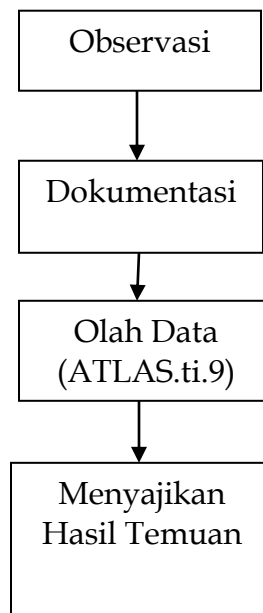 Observasi
Dokumentasi
Olah Data
(ATLAS.ti.9)
Menyajikan
Hasil Temuan